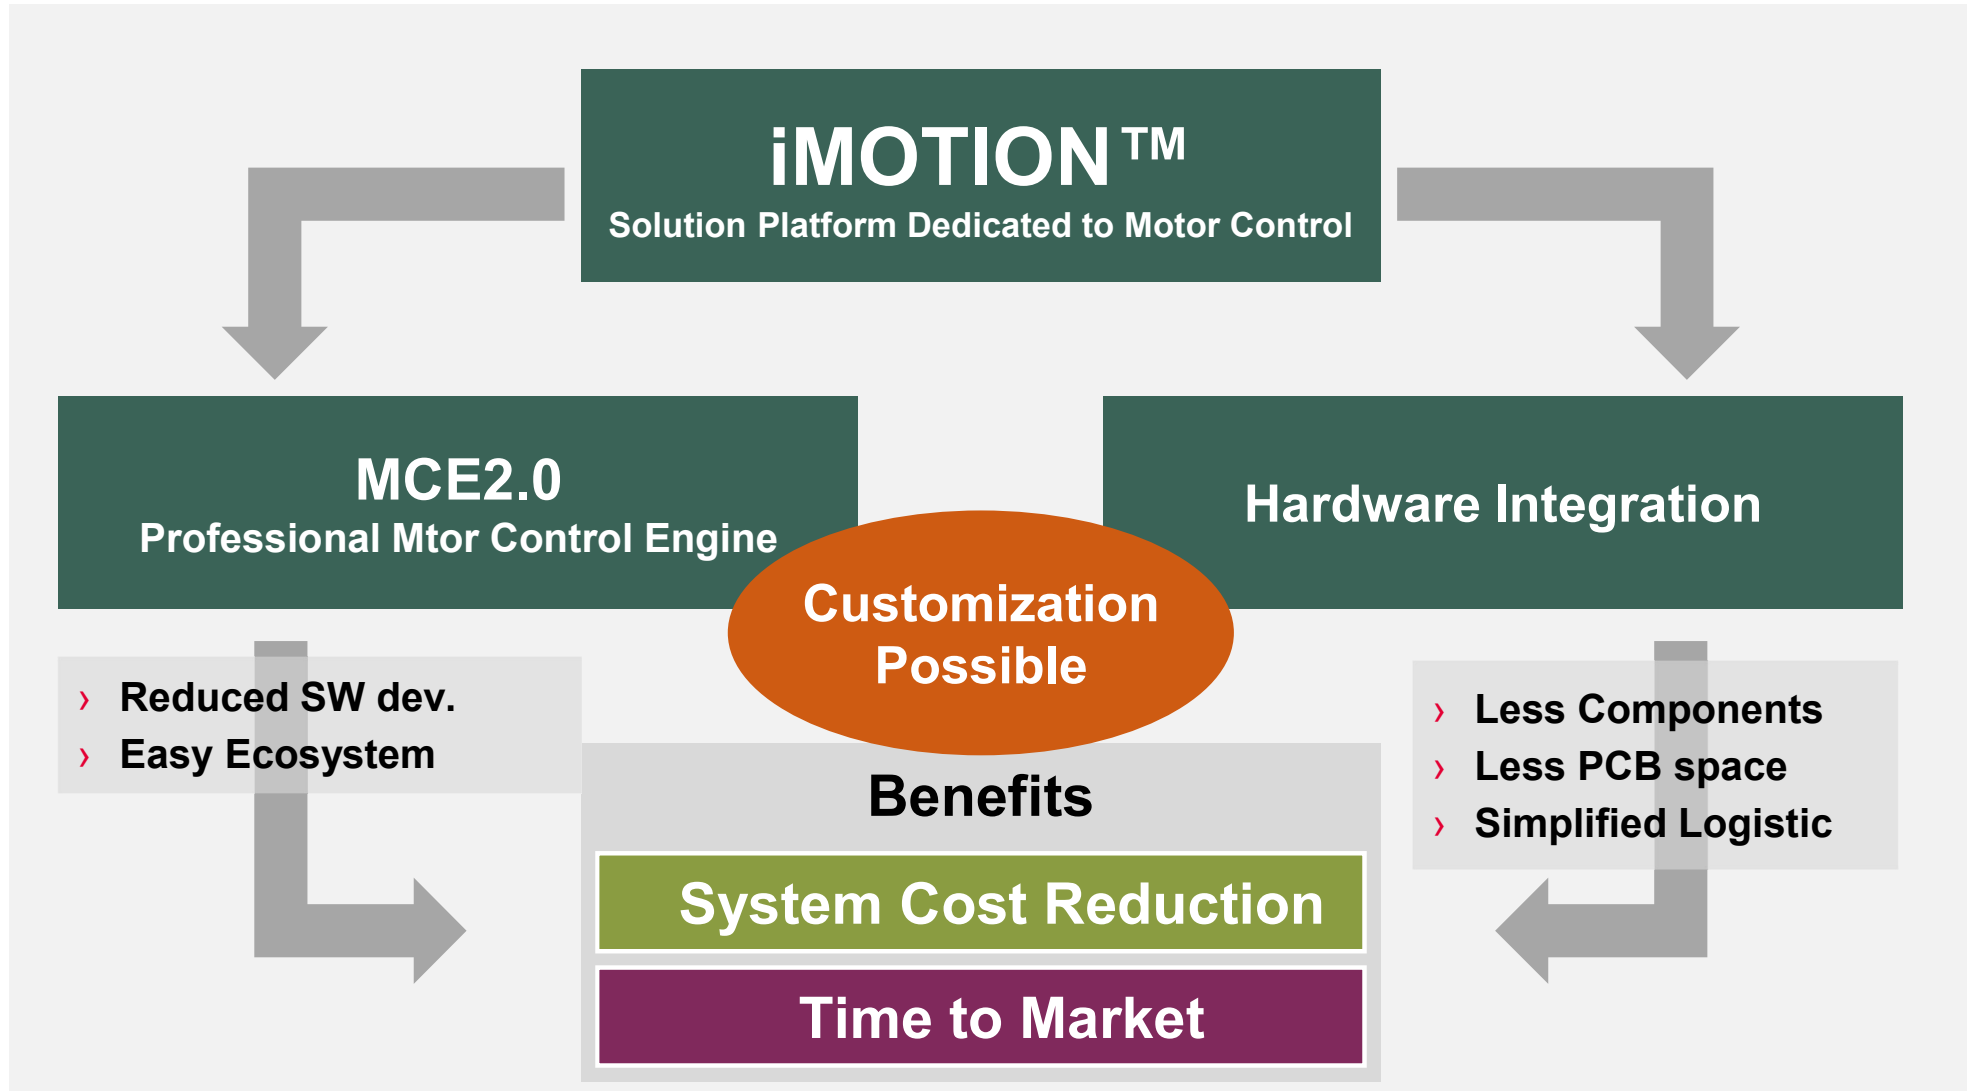 iMOTION™
Solution Platform Dedicated to Motor Control
MCE2.0
Professional Mtor Control Engine
Hardware Integration
Customization
Possible
› Reduced SW dev.
› Easy Ecosystem
› Less Components
› Less PCB space
› Simplified Logistic
Benefits
System Cost Reduction
Time to Market